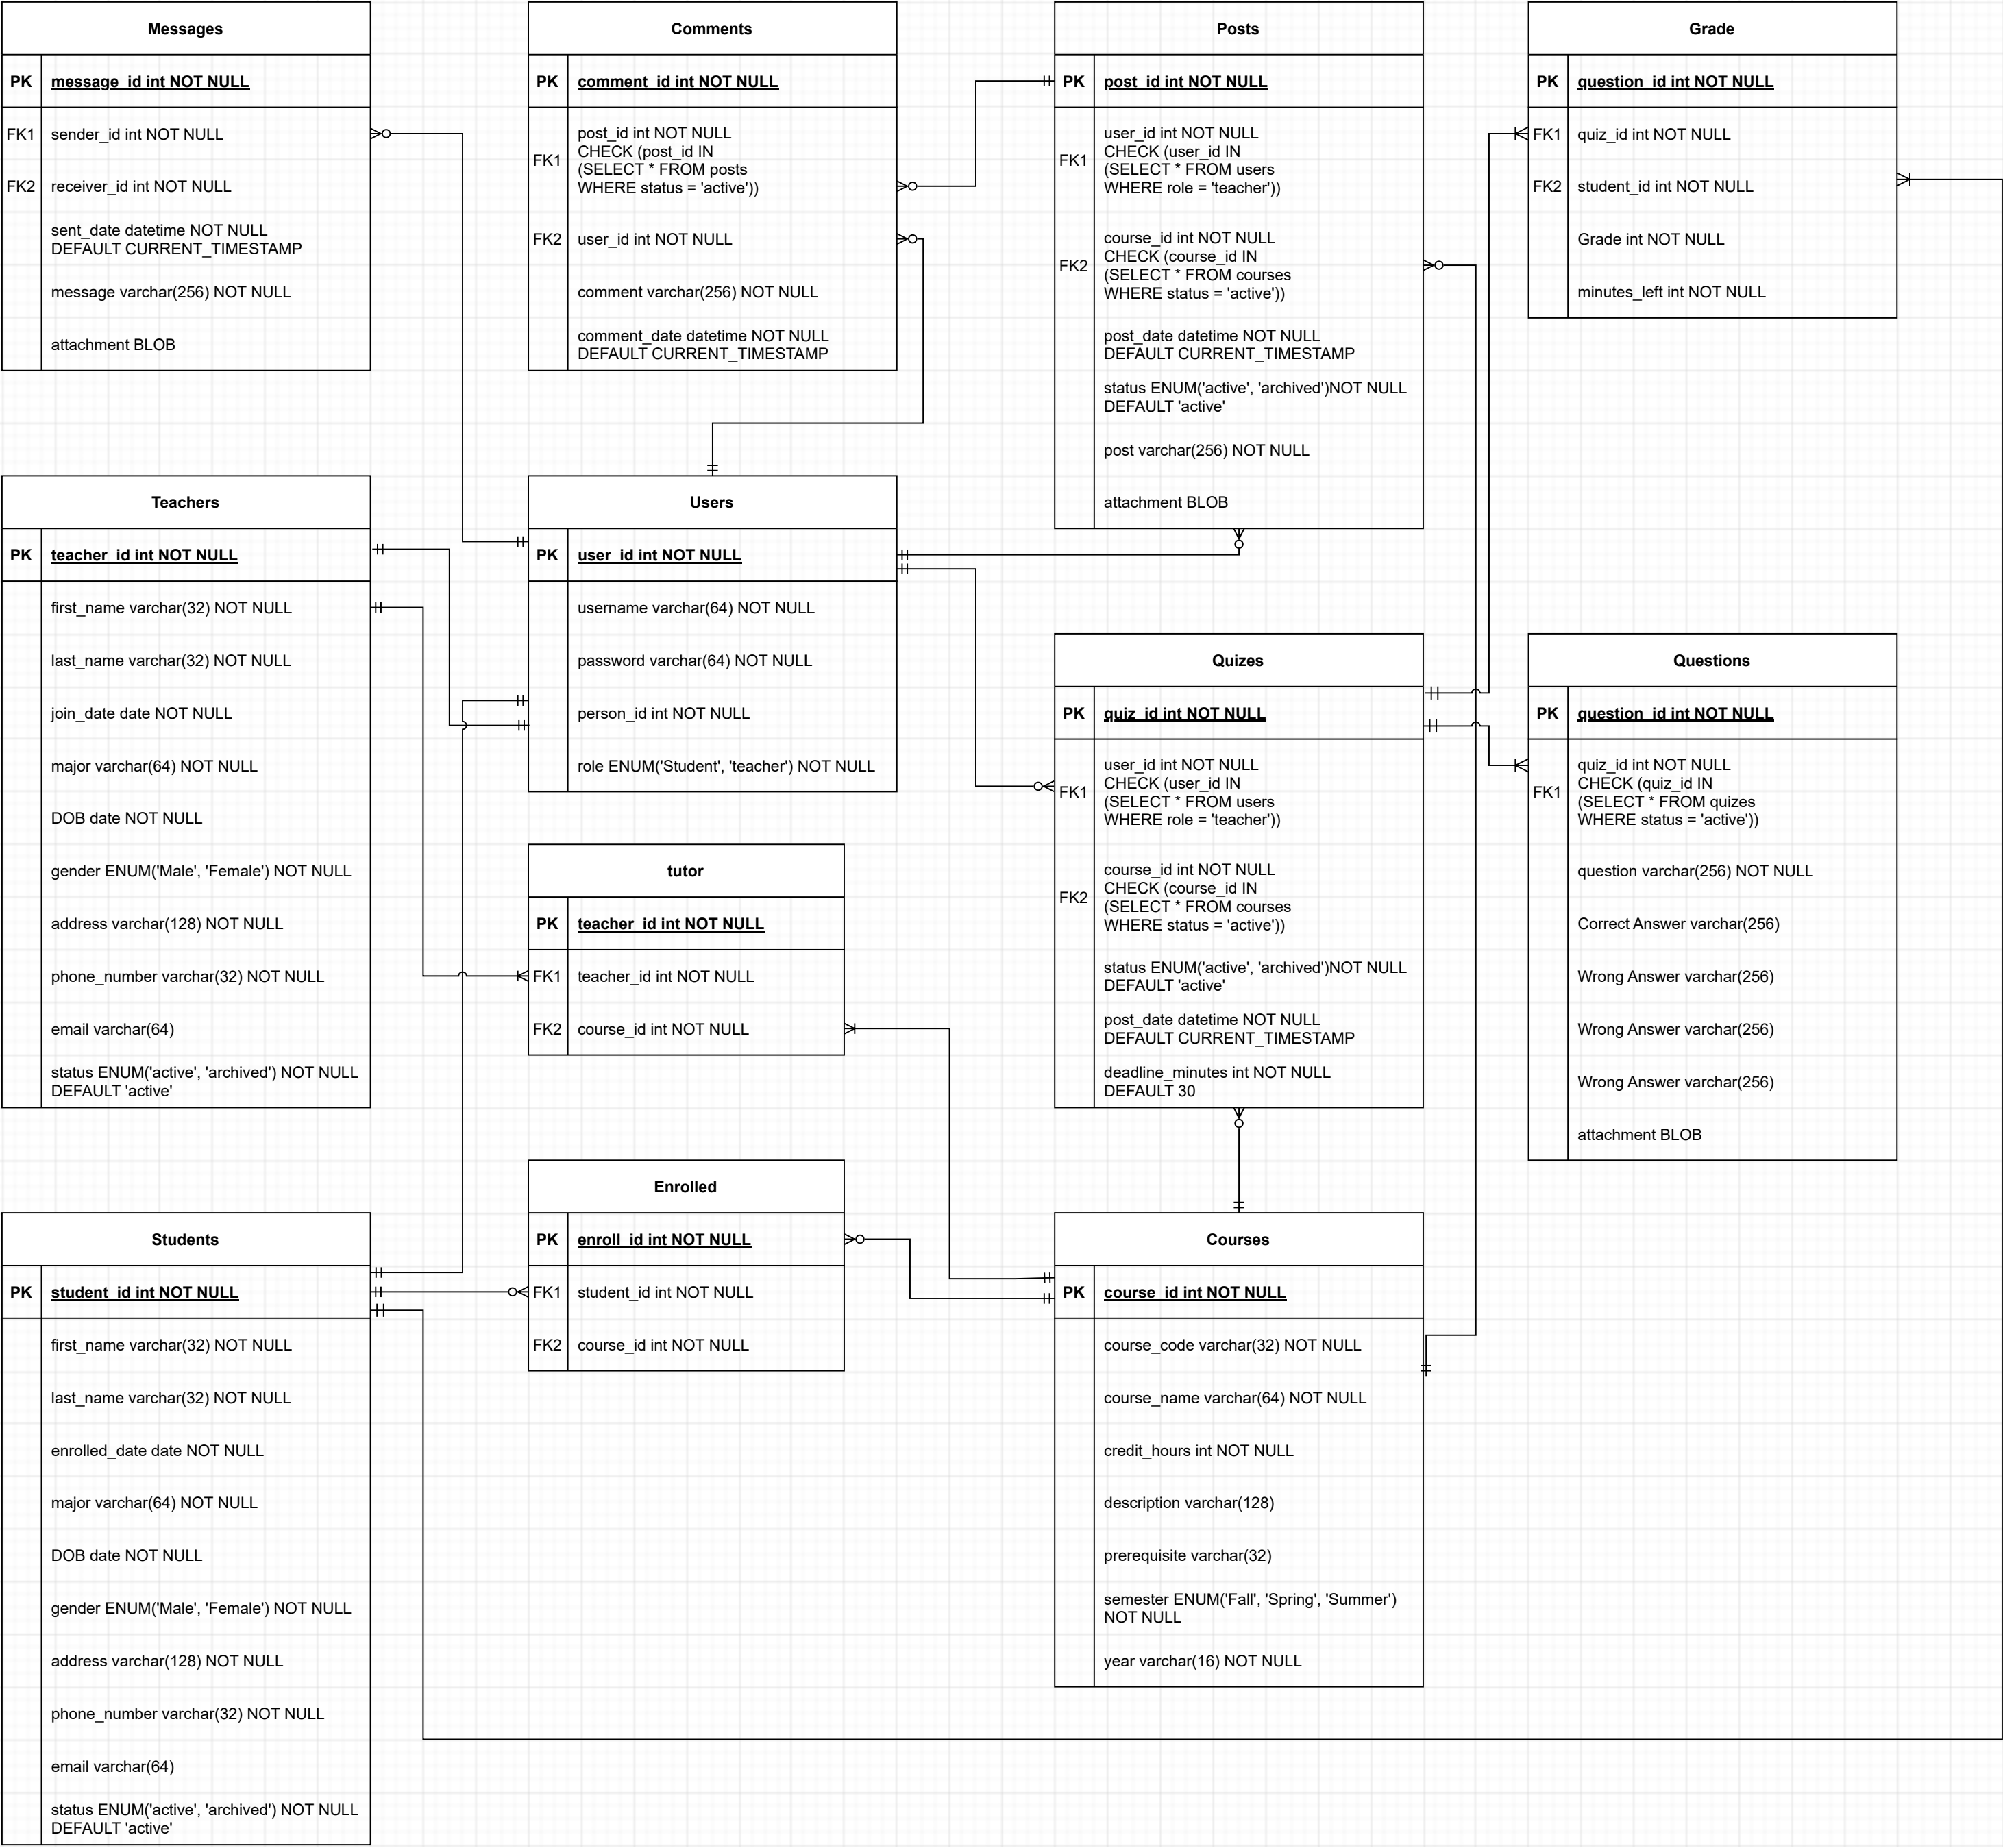 Messages
PK message_id int NOT NULL
FK1 sender_id int NOT NULL
FK2 receiver_id int NOT NULL
sent_date datetime NOT NULL
DEFAULT CURRENT_TIMESTAMP
message varchar(256) NOT NULL
attachment BLOB
Comments
PK comment_id int NOT NULL
post_id int NOT NULL
CHECK (post_id IN
FK1
(SELECT * FROM posts
WHERE status = 'active'))
FK2 user_id int NOT NULL
comment varchar(256) NOT NULL
comment_date datetime NOT NULL
DEFAULT CURRENT_TIMESTAMP
Posts
PK post_id int NOT NULL
user_id int NOT NULL
CHECK (user_id IN
FK1
(SELECT * FROM users
WHERE role = 'teacher'))
course_id int NOT NULL
CHECK (course_id IN
FK2
(SELECT * FROM courses
WHERE status = 'active'))
post_date datetime NOT NULL
DEFAULT CURRENT_TIMESTAMP
status ENUM('active', 'archived')NOT NULL
DEFAULT 'active'
post varchar(256) NOT NULL
attachment BLOB
Grade
PK question_id int NOT NULL
FK1 quiz_id int NOT NULL
FK2 student_id int NOT NULL
Grade int NOT NULL
minutes_left int NOT NULL
Teachers
PK teacher_id int NOT NULL
first_name varchar(32) NOT NULL
last_name varchar(32) NOT NULL
join_date date NOT NULL
major varchar(64) NOT NULL
DOB date NOT NULL
gender ENUM('Male', 'Female') NOT NULL
address varchar(128) NOT NULL
phone_number varchar(32) NOT NULL
email varchar(64)
status ENUM('active', 'archived') NOT NULL
DEFAULT 'active'
Users
PK user_id int NOT NULL
username varchar(64) NOT NULL
password varchar(64) NOT NULL
person_id int NOT NULL
role ENUM('Student', 'teacher') NOT NULL
Quizes
PK quiz_id int NOT NULL
user_id int NOT NULL
CHECK (user_id IN
FK1
(SELECT * FROM users
WHERE role = 'teacher'))
course_id int NOT NULL
CHECK (course_id IN
FK2
(SELECT * FROM courses
WHERE status = 'active'))
status ENUM('active', 'archived')NOT NULL
DEFAULT 'active'
post_date datetime NOT NULL
DEFAULT CURRENT_TIMESTAMP
deadline_minutes int NOT NULL
DEFAULT 30
Questions
PK question_id int NOT NULL
quiz_id int NOT NULL
CHECK (quiz_id IN
FK1
(SELECT * FROM quizes
WHERE status = 'active'))
question varchar(256) NOT NULL
Correct Answer varchar(256)
Wrong Answer varchar(256)
Wrong Answer varchar(256)
Wrong Answer varchar(256)
attachment BLOB
tutor
PK teacher_id int NOT NULL
FK1 teacher_id int NOT NULL
FK2 course_id int NOT NULL
Enrolled
PK enroll_id int NOT NULL
FK1 student_id int NOT NULL
FK2 course_id int NOT NULL
Students
PK student_id int NOT NULL
first_name varchar(32) NOT NULL
last_name varchar(32) NOT NULL
enrolled_date date NOT NULL
major varchar(64) NOT NULL
DOB date NOT NULL
gender ENUM('Male', 'Female') NOT NULL
address varchar(128) NOT NULL
phone_number varchar(32) NOT NULL
email varchar(64)
status ENUM('active', 'archived') NOT NULL
DEFAULT 'active'
Courses
PK course_id int NOT NULL
course_code varchar(32) NOT NULL
course_name varchar(64) NOT NULL
credit_hours int NOT NULL
description varchar(128)
prerequisite varchar(32)
semester ENUM('Fall', 'Spring', 'Summer')
NOT NULL
year varchar(16) NOT NULL